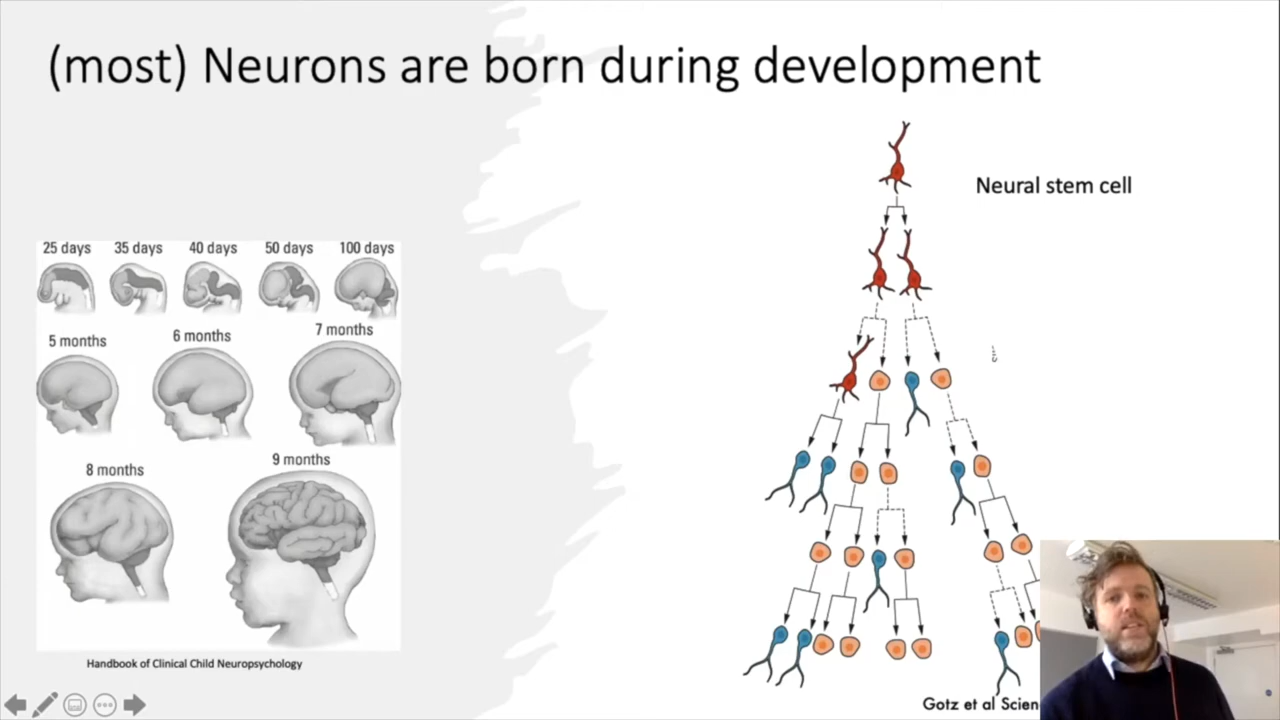 (most) Neurons are born during development
Neural stem cell
25 days 35 days 40 days 50 days 100 days
5 months 6 months 7 months
8 months 9 months
Handbook of Clinical Child Neuropsychology
Gotz et al